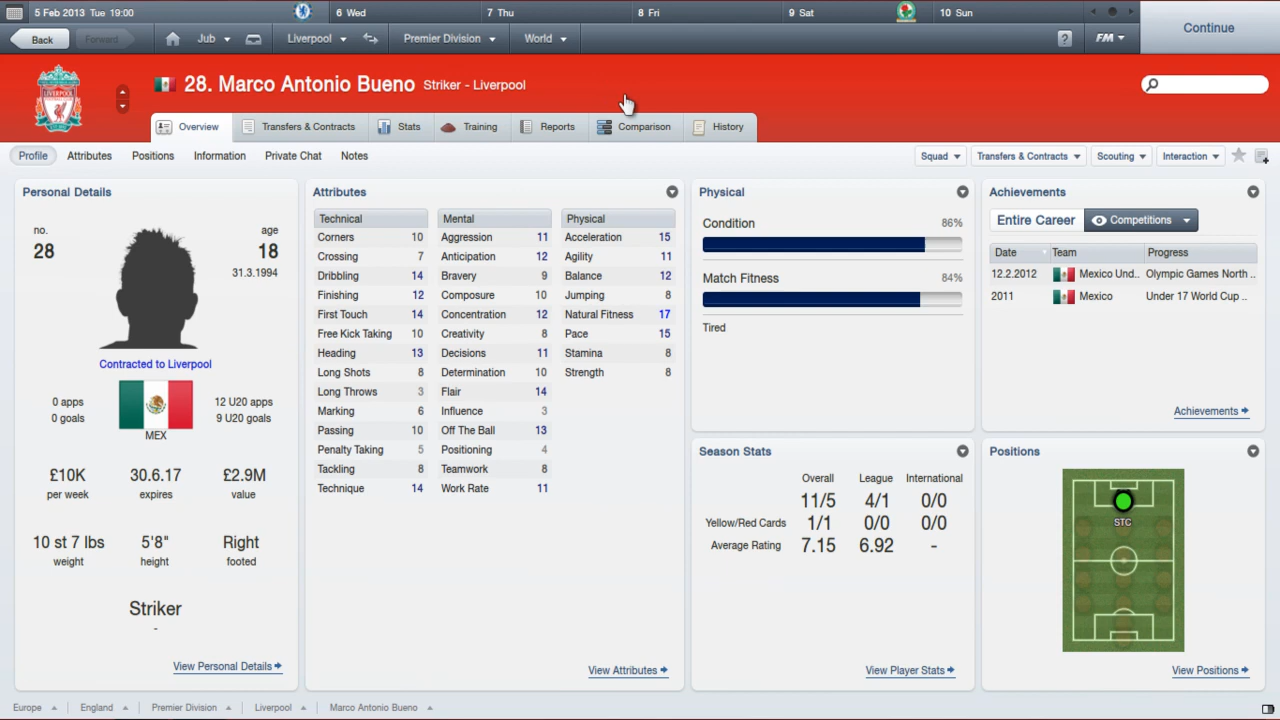 5 Feb 2013 Tue 19:00 6 Wed 7 Thu 8 Fri 9 Sat 10 Sun
Continue
Back Forward Jub Liverpool Premier Division World ? FM
28. Marco Antonio Bueno Striker - Liverpool
Overview Transfers & Contracts Stats Training Reports Comparison History
Profile Attributes Positions Information Private Chat Notes Squad Transfers & Contracts Scouting Interaction
Personal Details
no.
28
age
18
31.3.1994
Contracted to Liverpool
0 apps
0 goals
MEX
12 U20 apps
9 U20 goals
£10K
per week
30.6.17
expires
£2.9M
value
10 st 7 lbs
weight
5'8"
height
Right
footed
Striker
-
View Personal Details
Attributes
Technical
Corners 10
Crossing 7
Dribbling 14
Finishing 12
First Touch 14
Free Kick Taking 10
Heading 13
Long Shots 8
Long Throws 3
Marking 6
Passing 10
Penalty Taking 5
Tackling 8
Technique 14
Mental
Aggression 11
Anticipation 12
Bravery 9
Composure 10
Concentration 12
Creativity 8
Decisions 11
Determination 10
Flair 14
Influence 3
Off The Ball 13
Positioning 4
Teamwork 8
Work Rate 11
Physical
Acceleration 15
Agility 11
Balance 12
Jumping 8
Natural Fitness 17
Pace 15
Stamina 8
Strength 8
View Attributes
Physical
Condition 86%
Match Fitness 84%
Tired
Achievements
Entire Career Competitions
Date Team Progress
12.2.2012 Mexico Und.. Olympic Games North ..
2011 Mexico Under 17 World Cup ..
Achievements
Season Stats
Overall League International
11/5 4/1 0/0
Yellow/Red Cards 1/1 0/0 0/0
Average Rating 7.15 6.92 -
View Player Stats
Positions
STC
View Positions
Europe England Premier Division Liverpool Marco Antonio Bueno